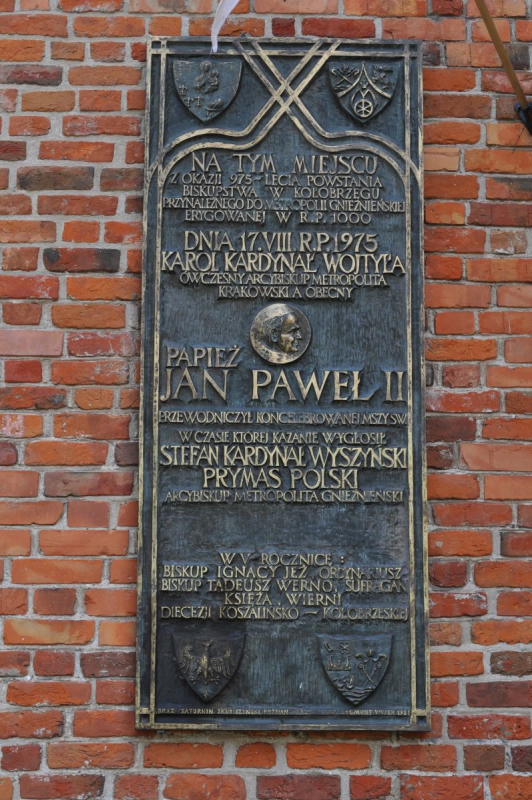 NA TYM MIEJSCU
Z OKAZJI 975-LECIA POWSTANIA
BISKUPSTWA W KOŁOBRZEGU
PRZYNALEŻNEGO DO METROPOLII GNIEŹNIEŃSKIEJ
ERYGOWANEJ W R.P. 1000
DNIA 17.VIII.R.P.1975
KAROL KARDYNAŁ WOJTYŁA
ÓWCZESNY ARCYBISKUP METROPOLITA
KRAKOWSKI A OBECNY
PAPIEŻ
JAN PAWEŁ II
PRZEWODNICZYŁ KONCELEBROWANEJ MSZY ŚW.
W CZASIE KTÓREJ KAZANIE WYGŁOSIŁ
STEFAN KARDYNAŁ WYSZYŃSKI
PRYMAS POLSKI
ARCYBISKUP METROPOLITA GNIEŹNIEŃSKI
W V ROCZNICĘ:
BISKUP IGNACY JEŻ, ORDYNARIUSZ
BISKUP TADEUSZ WERNO, SUFRAGAN
KSIĘŻA WIERNI
DIECEZJI KOSZALIŃSKO-KOŁOBRZESKIEJ